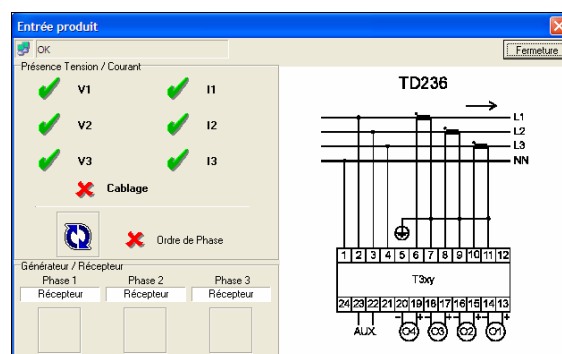 Entrée produit
OK
Fermeture
Présence Tension / Courant
V1 I1
V2 I2
V3 I3
Cablage
Ordre de Phase
Générateur / Récepteur
Phase 1 Phase 2 Phase 3
Récepteur Récepteur Récepteur
TD236
L1
L2
L3
NN
1 2 3 4 5 6 7 8 9 10 11 12
T3xy
24 23 22 21 20 19 18 17 16 15 14 13
- + - + - + - +
AUX. O4 O3 O2 O1